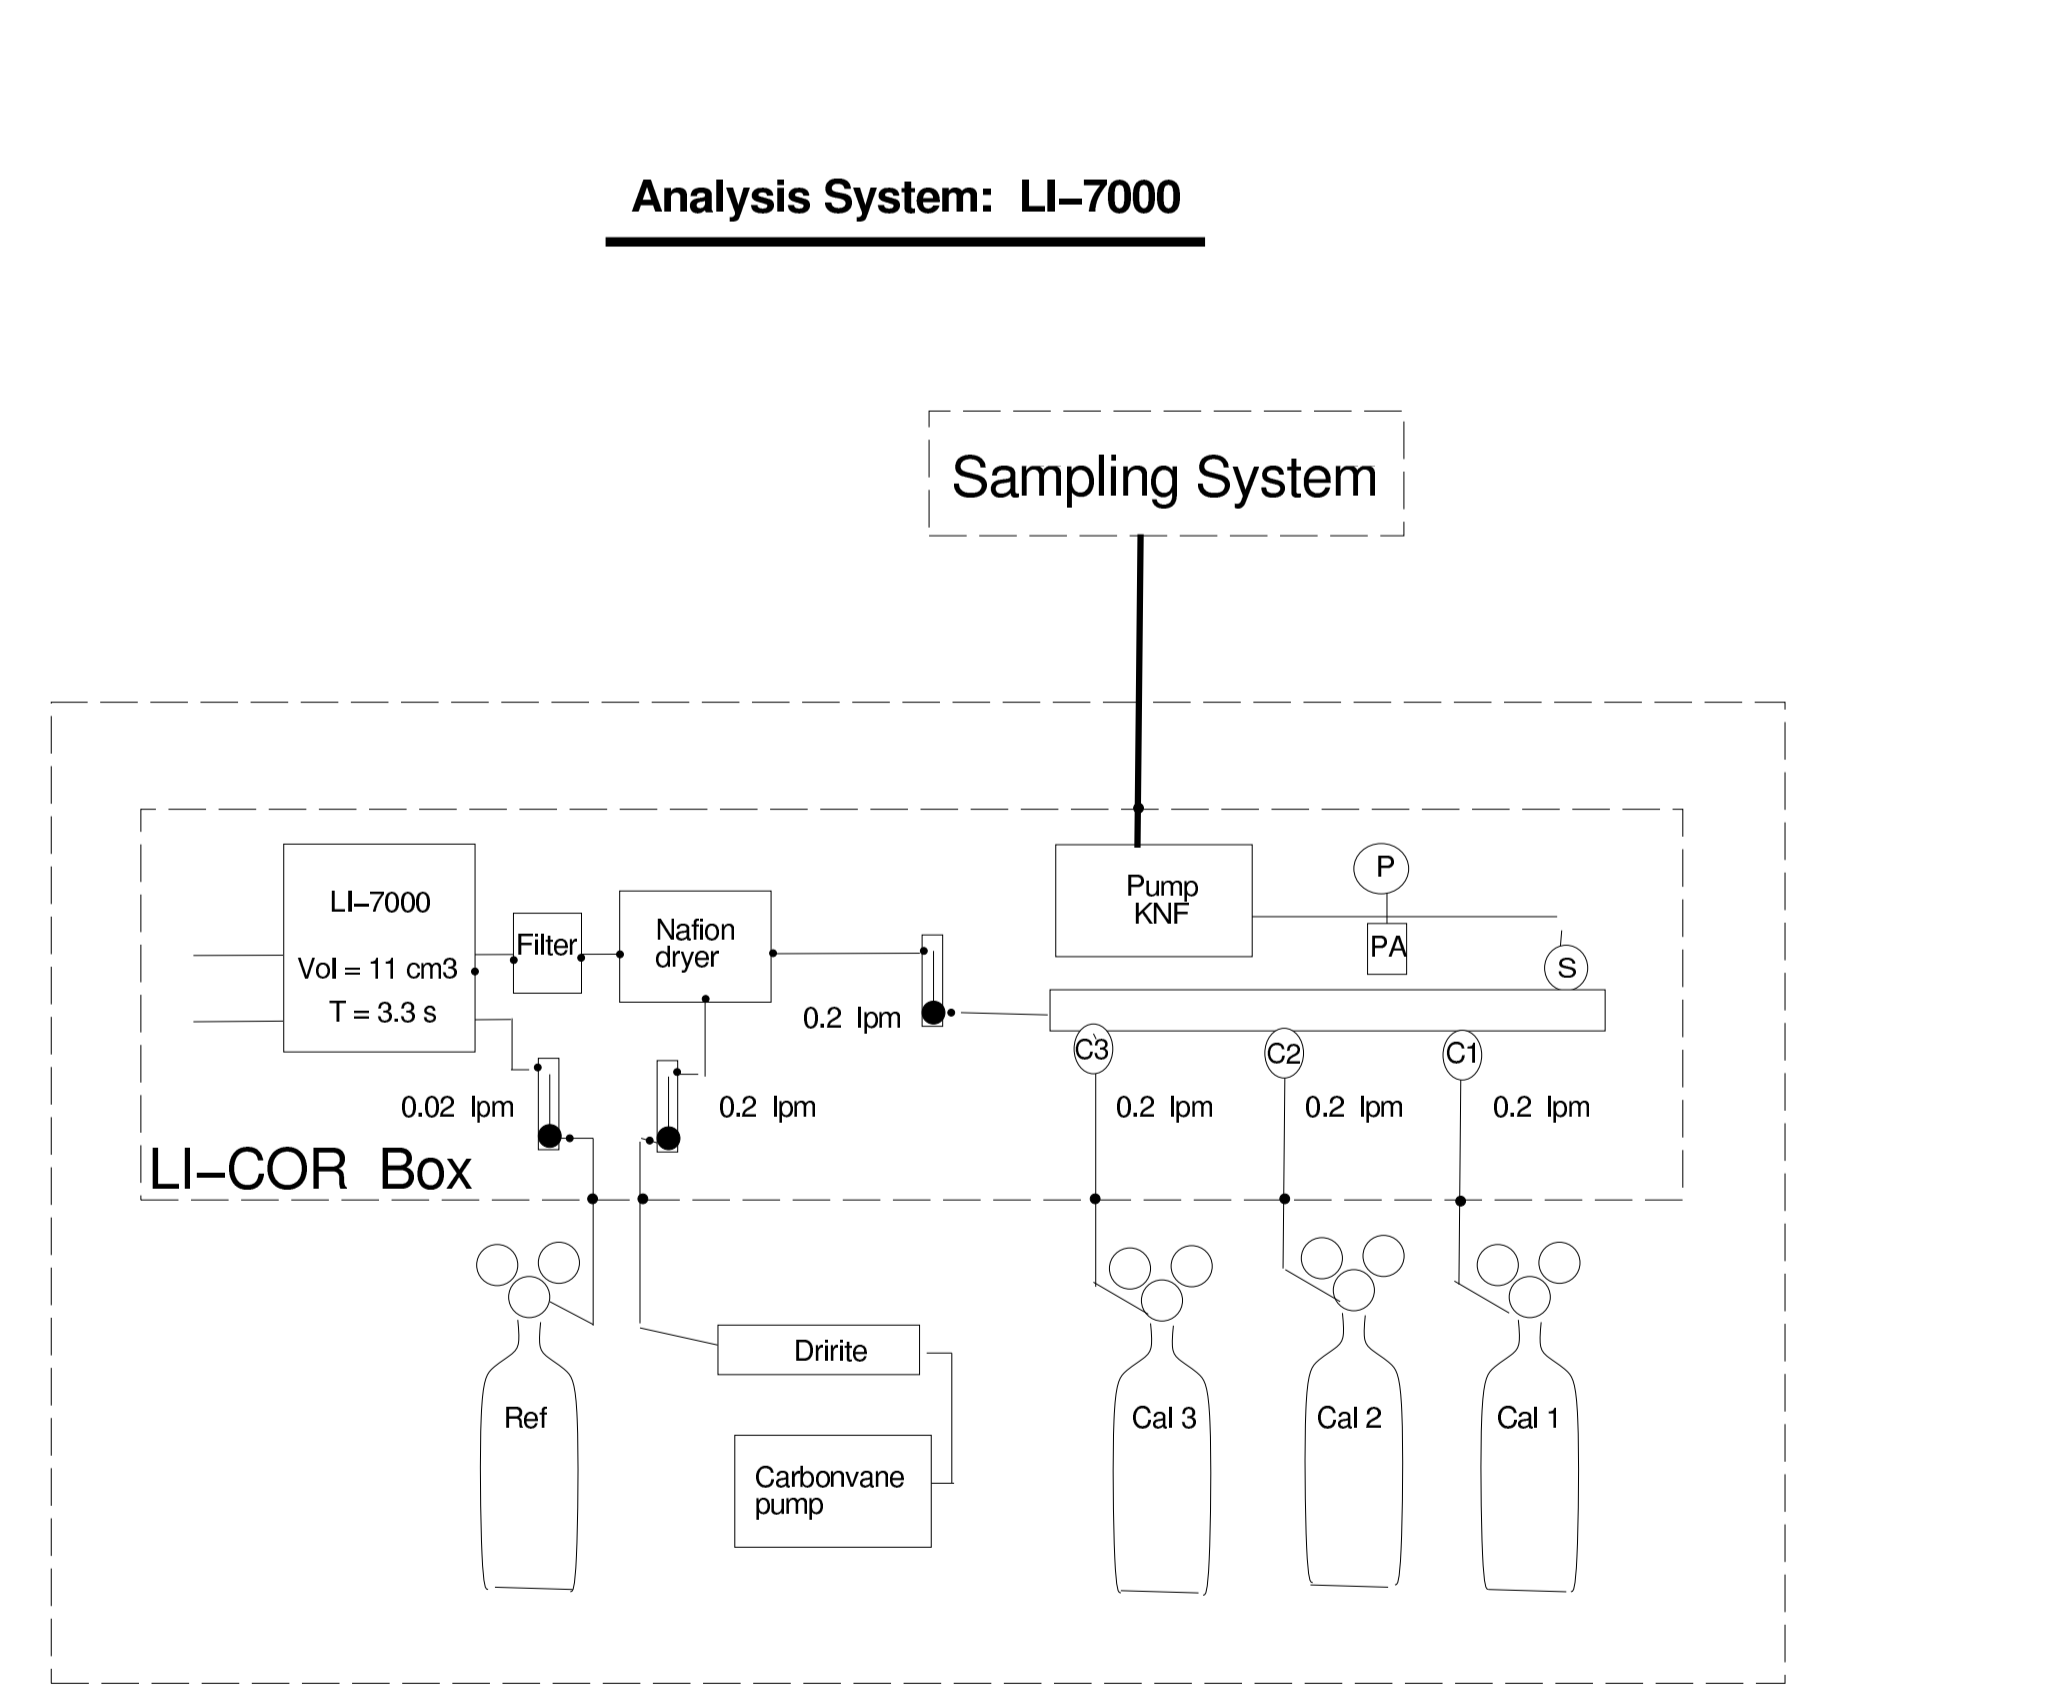 Analysis System: LI–7000
Sampling System
LI–7000
Vol = 11 cm3
T = 3.3 s
Filter
Nafion
dryer
0.2 lpm
Pump
KNF
P
PA
S
C3
C2
C1
0.02 lpm
0.2 lpm
0.2 lpm
0.2 lpm
0.2 lpm
LI–COR Box
Dririte
Ref
Cal 3
Cal 2
Cal 1
Carbonvane
pump